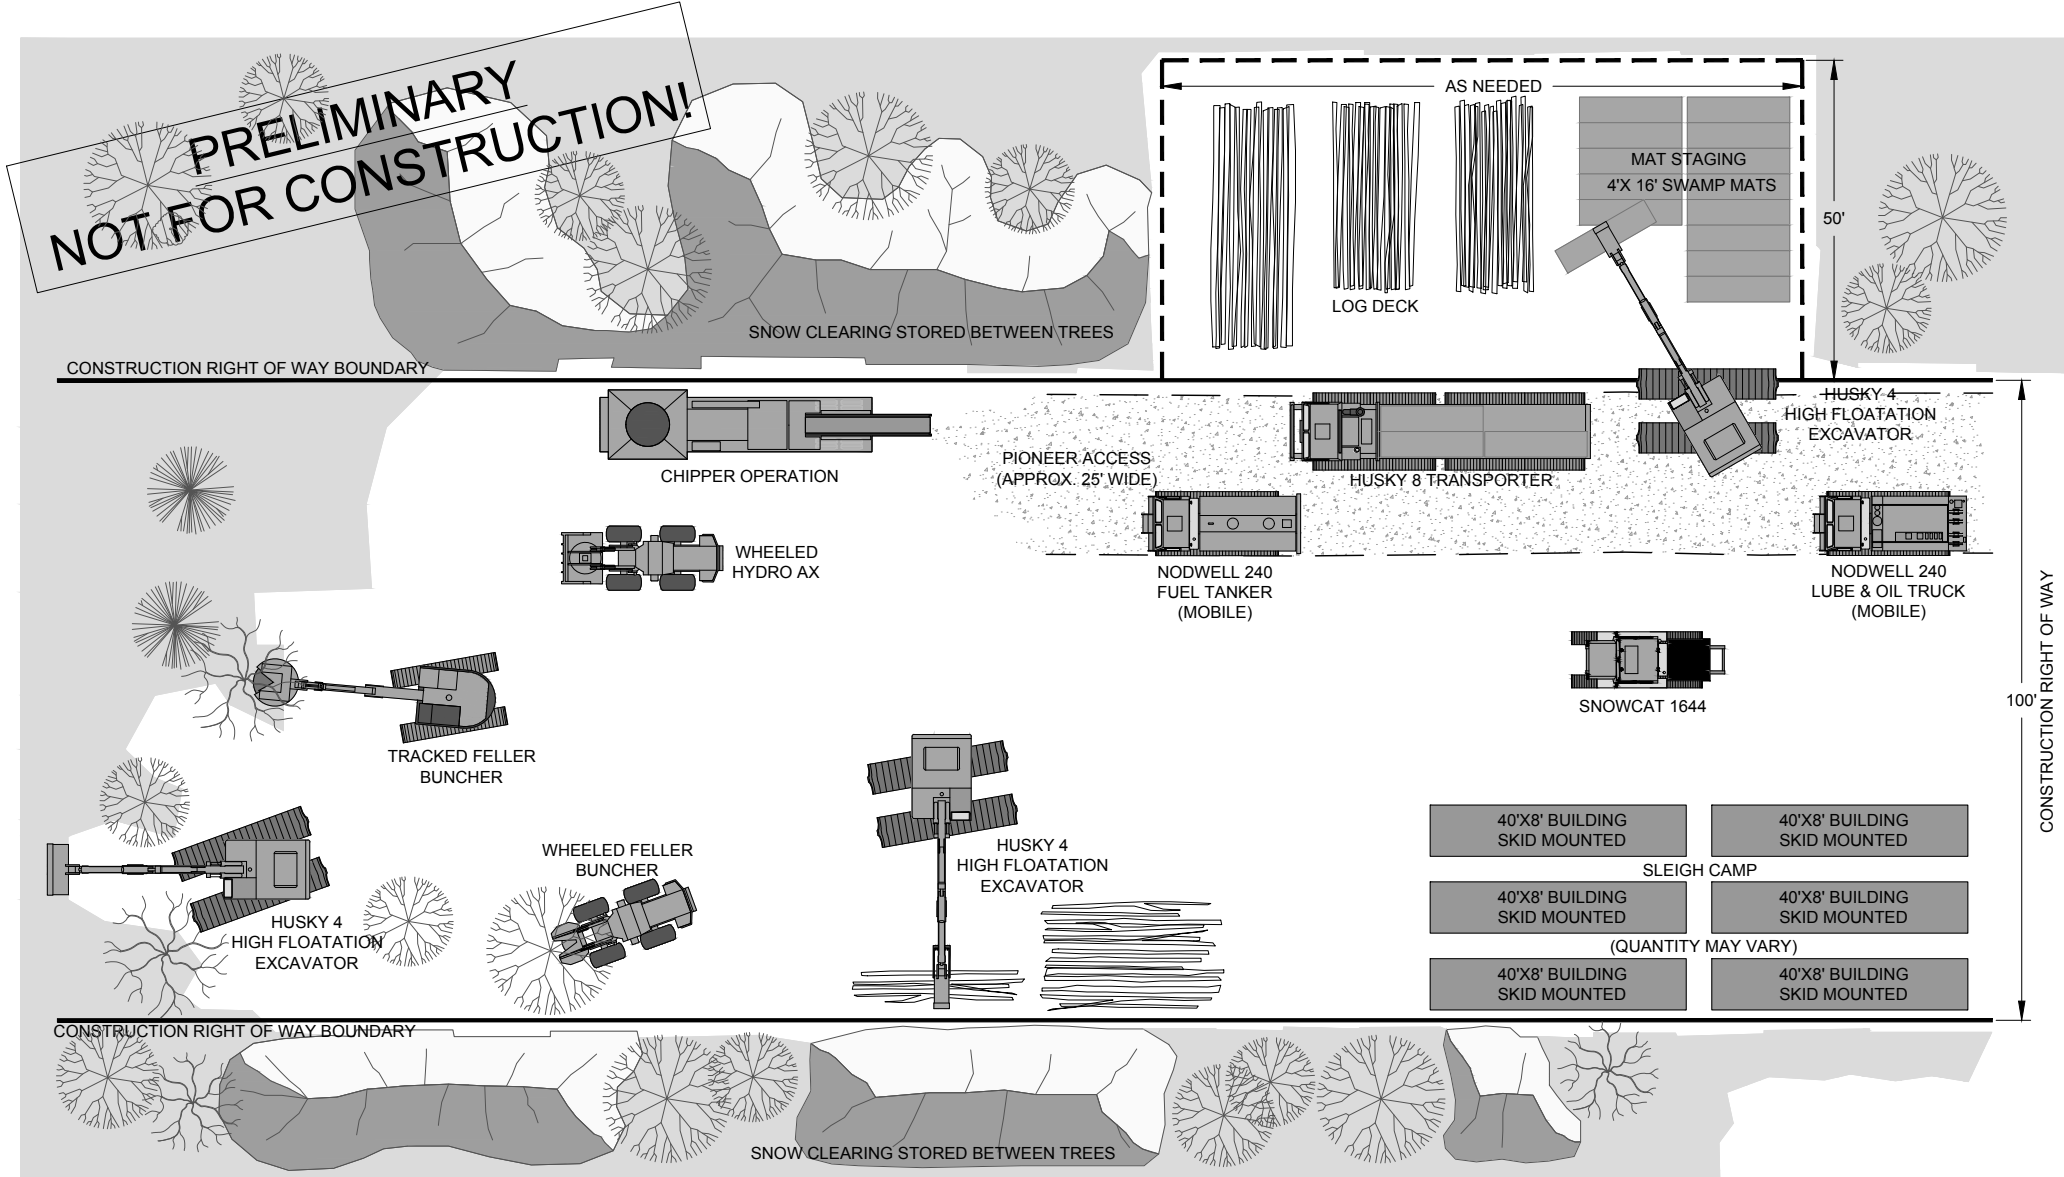 PRELIMINARY
NOT FOR CONSTRUCTION!
AS NEEDED
MAT STAGING
4'X 16' SWAMP MATS
50'
LOG DECK
SNOW CLEARING STORED BETWEEN TREES
CONSTRUCTION RIGHT OF WAY BOUNDARY
HUSKY 4
HIGH FLOATATION
EXCAVATOR
CHIPPER OPERATION
PIONEER ACCESS
(APPROX. 25' WIDE)
HUSKY 8 TRANSPORTER
WHEELED
HYDRO AX
NODWELL 240
FUEL TANKER
(MOBILE)
NODWELL 240
LUBE & OIL TRUCK
(MOBILE)
SNOWCAT 1644
100'
CONSTRUCTION RIGHT OF WAY
TRACKED FELLER
BUNCHER
WHEELED FELLER
BUNCHER
HUSKY 4
HIGH FLOATATION
EXCAVATOR
HUSKY 4
HIGH FLOATATION
EXCAVATOR
40'X8' BUILDING
SKID MOUNTED
40'X8' BUILDING
SKID MOUNTED
SLEIGH CAMP
40'X8' BUILDING
SKID MOUNTED
40'X8' BUILDING
SKID MOUNTED
(QUANTITY MAY VARY)
40'X8' BUILDING
SKID MOUNTED
40'X8' BUILDING
SKID MOUNTED
CONSTRUCTION RIGHT OF WAY BOUNDARY
SNOW CLEARING STORED BETWEEN TREES